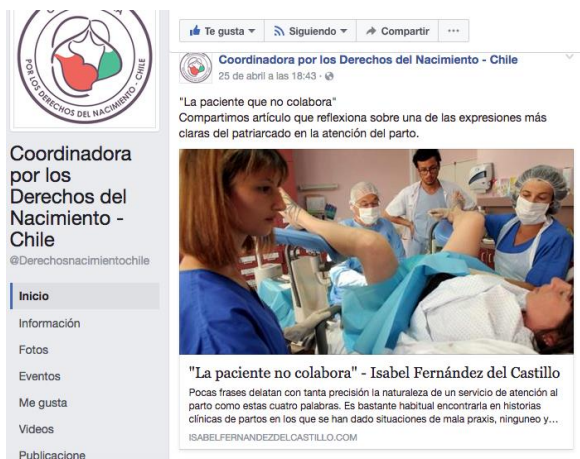 POR LOS DERECHOS DEL NACIMIENTO - CHILE
Coordinadora
por los
Derechos del
Nacimiento -
Chile
@Derechosnacimientochile
Inicio
Información
Fotos
Eventos
Me gusta
Videos
Publicacione
Te gusta Siguiendo Compartir ...
Coordinadora por los Derechos del Nacimiento - Chile
25 de abril a las 18:43 ·
"La paciente que no colabora"
Compartimos artículo que reflexiona sobre una de las expresiones más
claras del patriarcado en la atención del parto.
"La paciente no colabora" - Isabel Fernández del Castillo
Pocas frases delatan con tanta precisión la naturaleza de un servicio de atención al
parto como estas cuatro palabras. Es bastante habitual encontrarla en historias
clínicas de partos en los que se han dado situaciones de mala praxis, ninguneo y...
ISABELFERNANDEZDELCASTILLO.COM